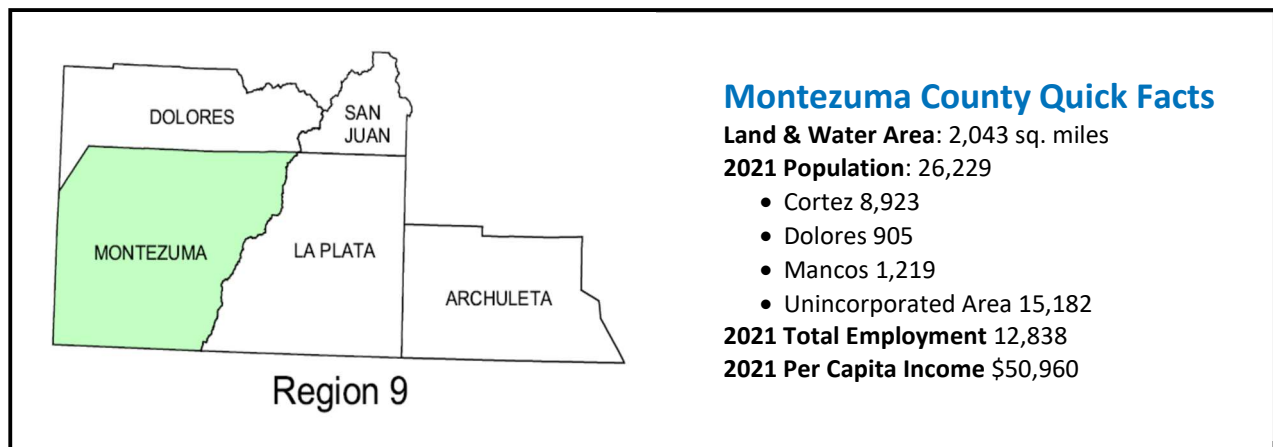 DOLORES
SAN
JUAN
MONTEZUMA
LA PLATA
ARCHULETA
Region 9
Montezuma County Quick Facts
Land & Water Area: 2,043 sq. miles
2021 Population: 26,229
• Cortez 8,923
• Dolores 905
• Mancos 1,219
• Unincorporated Area 15,182
2021 Total Employment 12,838
2021 Per Capita Income $50,960